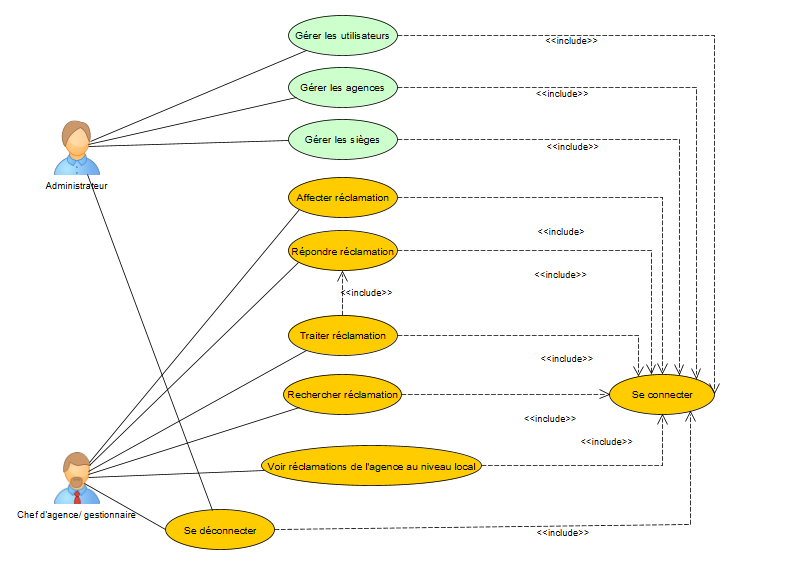 Gérer les utilisateurs
<<include>>
Gérer les agences
<<include>>
Gérer les sièges
<<include>>
Administrateur
Affecter réclamation
<<include>
Répondre réclamation
<<include>>
<<include>>
Traiter réclamation
<<include>>
Rechercher réclamation
Se connecter
<<include>>
<<include>>
Voir réclamations de l'agence au niveau local
Chef d'agence/ gestionnaire
Se déconnecter
<<include>>